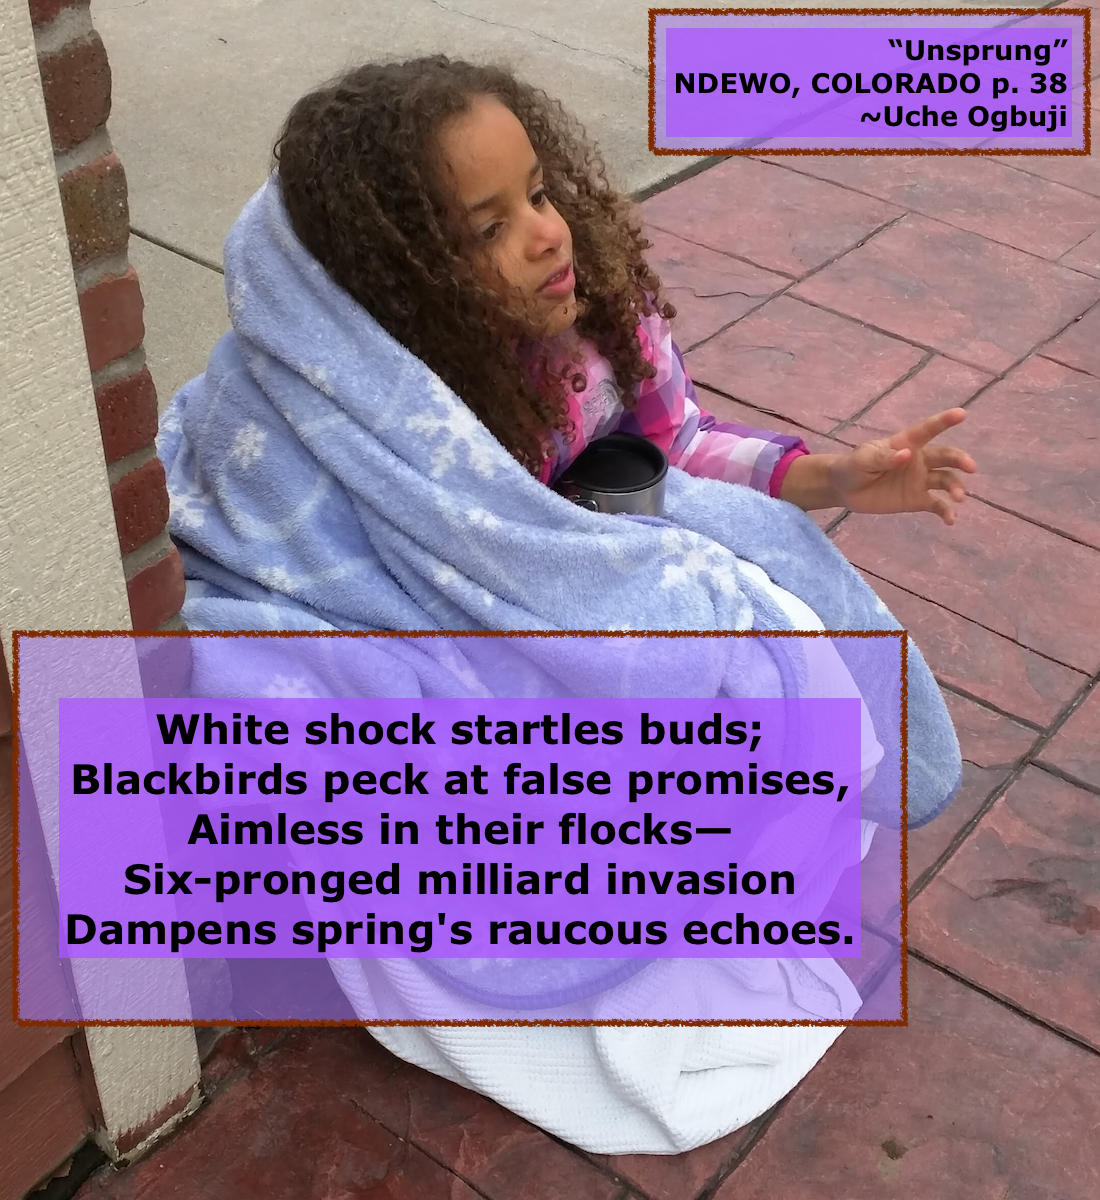 “Unsprung”
NDEWO, COLORADO p. 38
~Uche Ogbuji
White shock startles buds;
Blackbirds peck at false promises,
Aimless in their flocks—
Six-pronged milliard invasion
Dampens spring's raucous echoes.